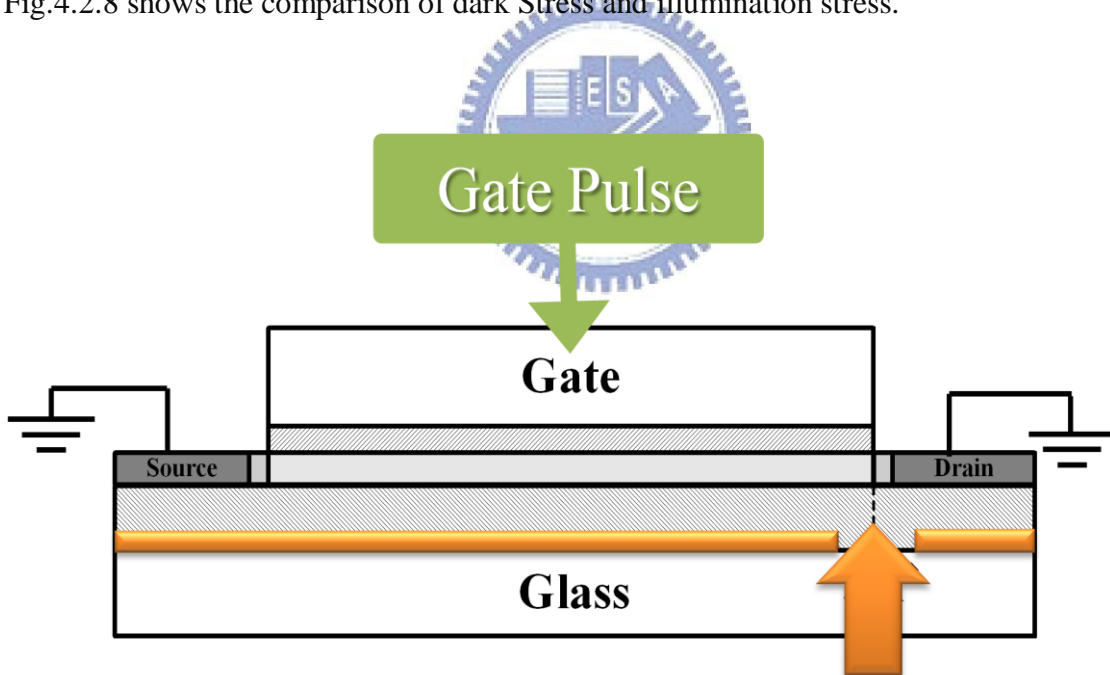 Fig.4.2.8 shows the comparison of dark Stress and illumination stress.
E S A
Gate Pulse
Gate
Source
Drain
Glass